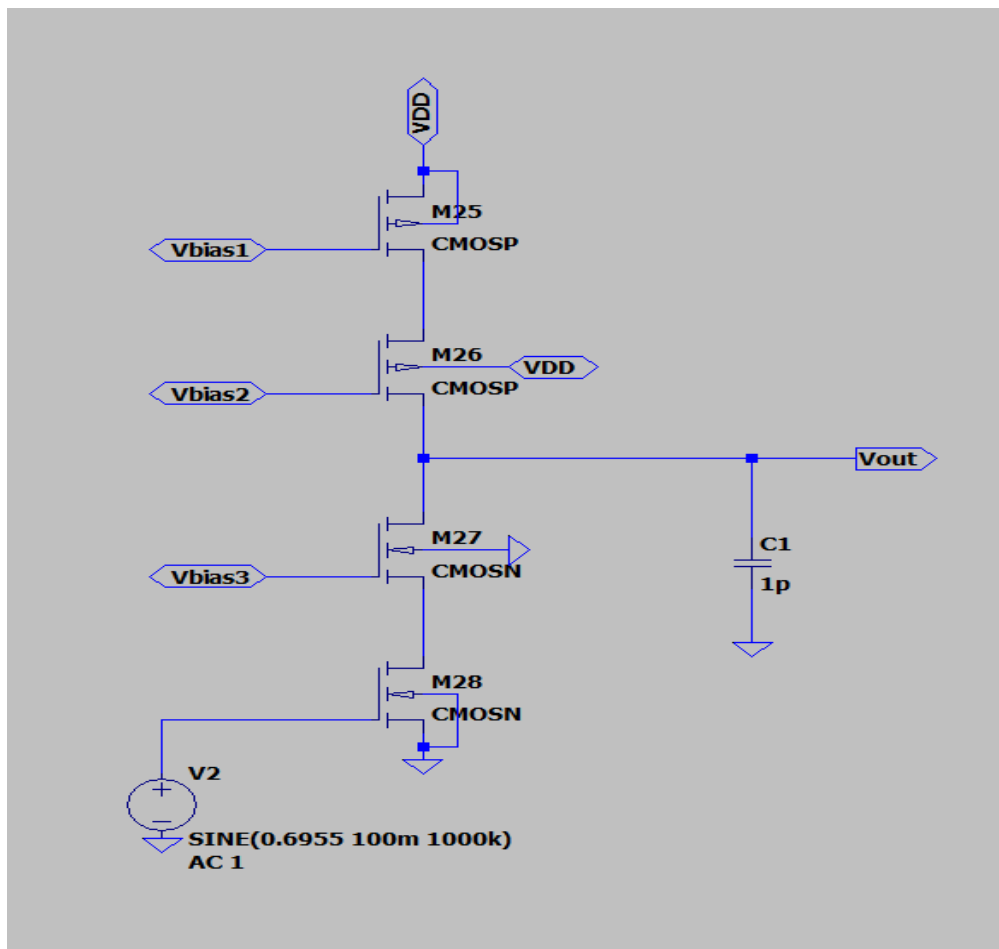 VDD
M25
Vbias1
CMOSP
M26
VDD
Vbias2
CMOSP
Vout
M27
C1
Vbias3
CMOSN
1p
M28
CMOSN
V2
SINE(0.6955 100m 1000k)
AC 1